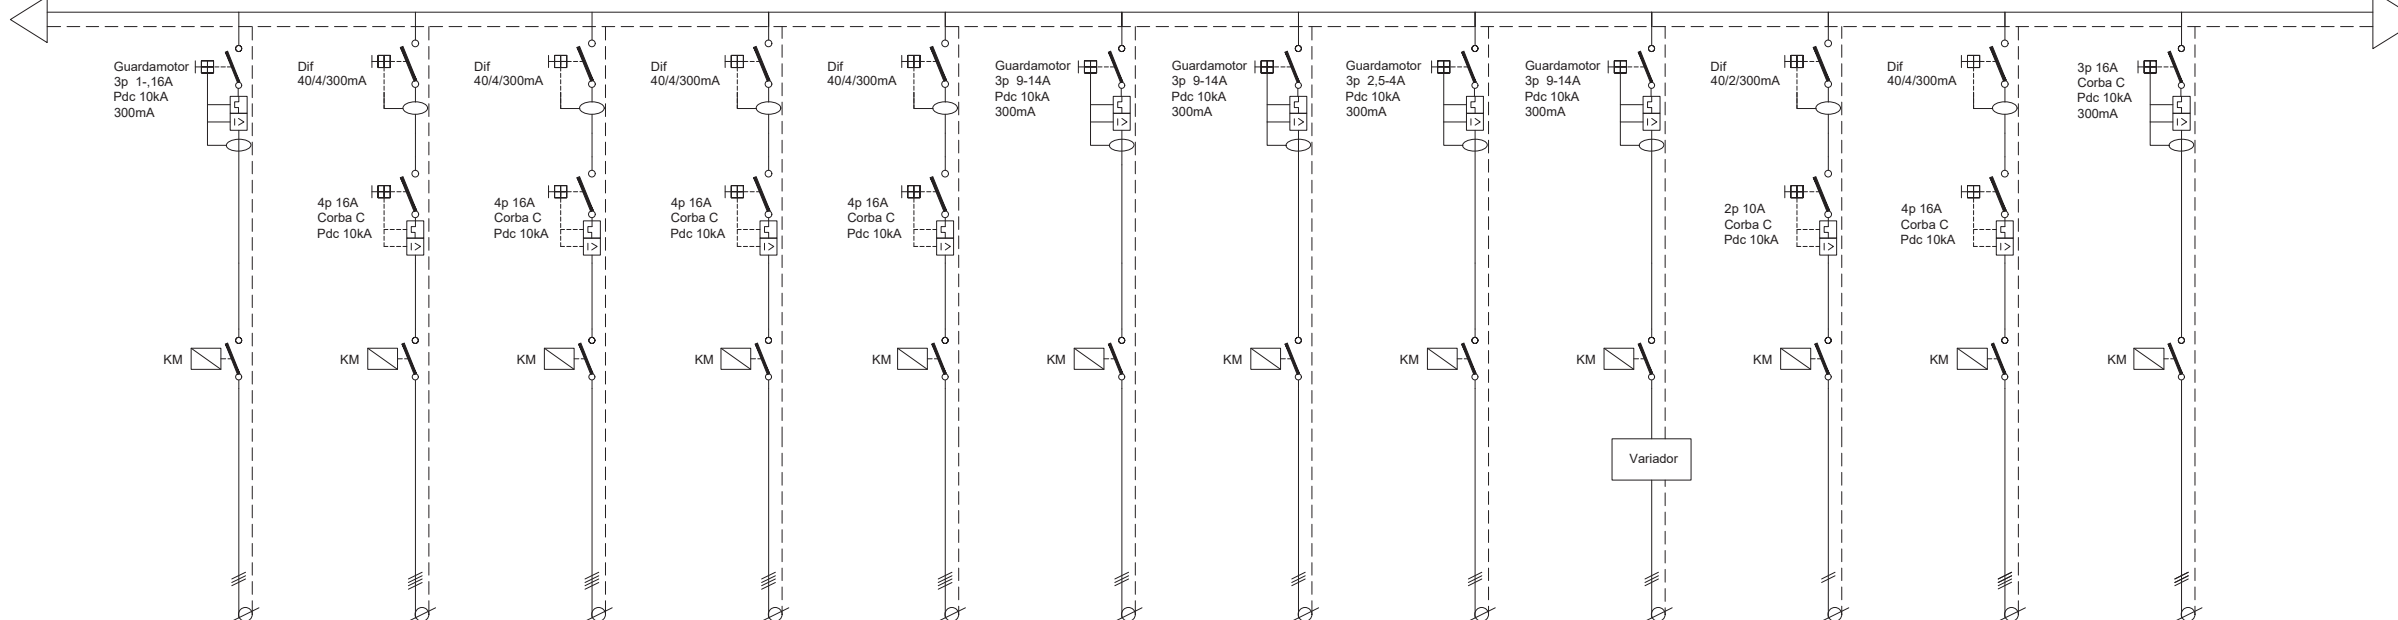 Guardamotor
3p 1-,16A
Pdc 10kA
300mA
Dif
40/4/300mA
Dif
40/4/300mA
Dif
40/4/300mA
Dif
40/4/300mA
Guardamotor
3p 9-14A
Pdc 10kA
300mA
Guardamotor
3p 9-14A
Pdc 10kA
300mA
Guardamotor
3p 2,5-4A
Pdc 10kA
300mA
Guardamotor
3p 9-14A
Pdc 10kA
300mA
Dif
40/2/300mA
Dif
40/4/300mA
3p 16A
Corba C
Pdc 10kA
300mA
4p 16A
Corba C
Pdc 10kA
4p 16A
Corba C
Pdc 10kA
4p 16A
Corba C
Pdc 10kA
4p 16A
Corba C
Pdc 10kA
2p 10A
Corba C
Pdc 10kA
4p 16A
Corba C
Pdc 10kA
KM
KM
KM
KM
KM
KM
KM
KM
KM
KM
KM
KM
Variador